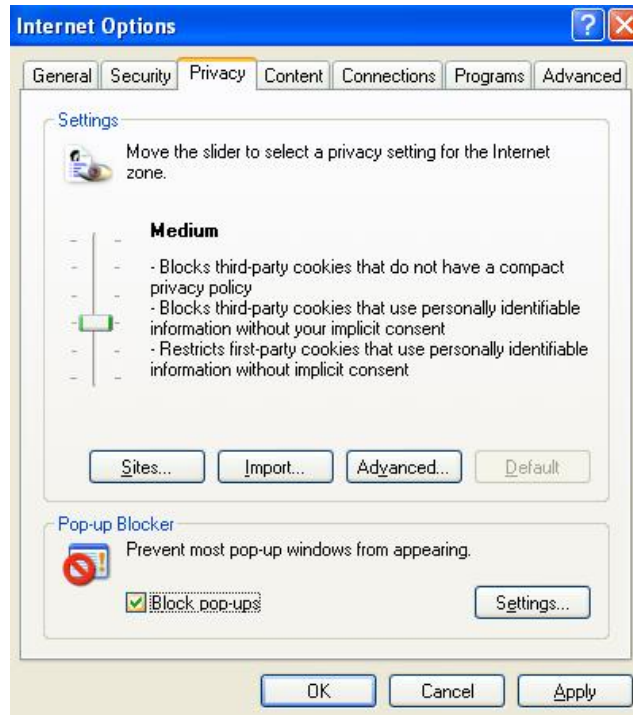 Internet Options
General Security Privacy Content Connections Programs Advanced
Settings
Move the slider to select a privacy setting for the Internet
zone.
Medium
- Blocks third-party cookies that do not have a compact
privacy policy
- Blocks third-party cookies that use personally identifiable
information without your implicit consent
- Restricts first-party cookies that use personally identifiable
information without implicit consent
Sites... Import... Advanced... Default
Pop-up Blocker
Prevent most pop-up windows from appearing.
Block pop-ups Settings...
OK Cancel Apply